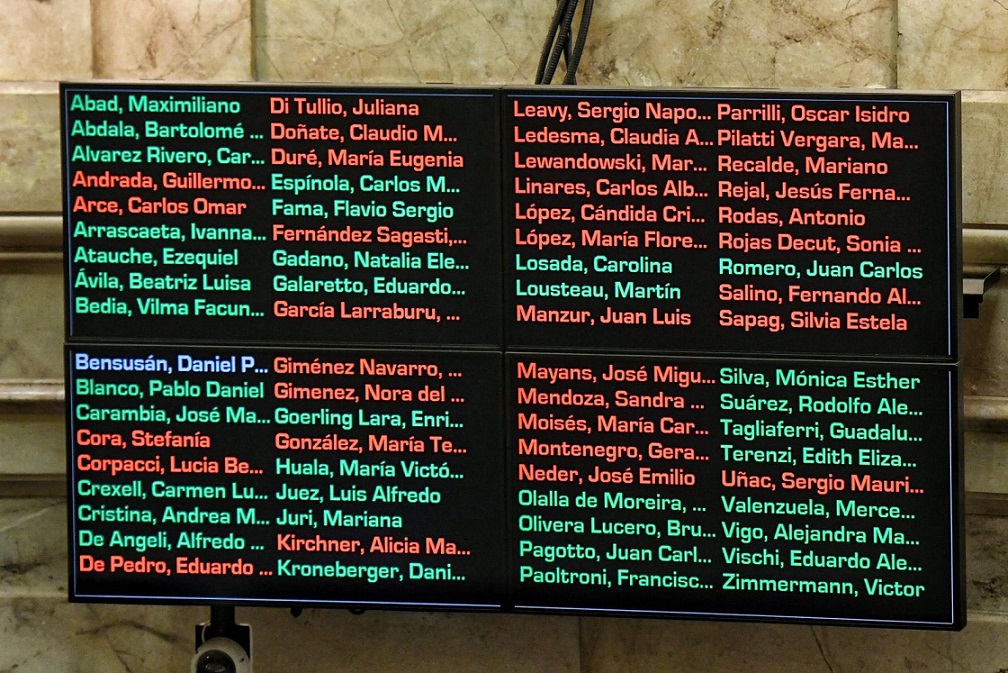 Abad, Maximiliano
Abdala, Bartolomé ...
Alvarez Rivero, Car...
Andrada, Guillermo...
Arce, Carlos Omar
Arrascaeta, Ivanna...
Atauche, Ezequiel
Ávila, Beatriz Luisa
Bedia, Vilma Facun...
Bensusán, Daniel P...
Blanco, Pablo Daniel
Carambia, José Ma...
Cora, Stefanía
Corpacci, Lucia Be...
Crexell, Carmen Lu...
Cristina, Andrea M...
De Angeli, Alfredo ...
De Pedro, Eduardo ...
Di Tullio, Juliana
Doñate, Claudio M...
Duré, María Eugenia
Espínola, Carlos M...
Fama, Flavio Sergio
Fernández Sagasti,...
Gadano, Natalia Ele...
Galaretto, Eduardo...
García Larraburu, ...
Giménez Navarro, ...
Gimenez, Nora del ...
Goerling Lara, Enri...
González, María Te...
Huala, María Victó...
Juez, Luis Alfredo
Juri, Mariana
Kirchner, Alicia Ma...
Kroneberger, Dani...
Leavy, Sergio Napo...
Ledesma, Claudia A...
Lewandowski, Mar...
Linares, Carlos Alb...
López, Cándida Cri...
López, María Flore...
Losada, Carolina
Lousteau, Martín
Manzur, Juan Luis
Mayans, José Migu...
Mendoza, Sandra ...
Moisés, María Car...
Montenegro, Gera...
Neder, José Emilio
Olalla de Moreira, ...
Olivera Lucero, Bru...
Pagotto, Juan Carl...
Paoltroni, Francisc...
Parrilli, Oscar Isidro
Pilatti Vergara, Ma...
Recalde, Mariano
Rejal, Jesús Ferna...
Rodas, Antonio
Rojas Decut, Sonia ...
Romero, Juan Carlos
Salino, Fernando Al...
Sapag, Silvia Estela
Silva, Mónica Esther
Suárez, Rodolfo Ale...
Tagliaferri, Guadalu...
Terenzi, Edith Eliza...
Uñac, Sergio Mauri...
Valenzuela, Merce...
Vigo, Alejandra Ma...
Vischi, Eduardo Ale...
Zimmermann, Victor